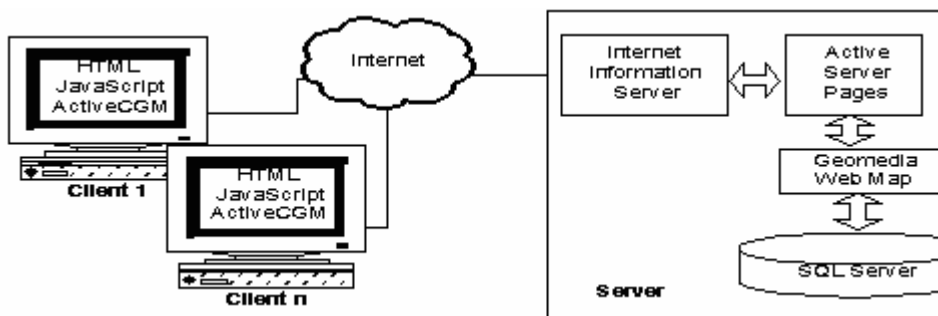 HTML
JavaScript
ActiveCGM
Client 1
HTML
JavaScript
ActiveCGM
Client n
Internet
Internet
Information
Server
Active
Server
Pages
Geomedia
Web Map
SQL Server
Server